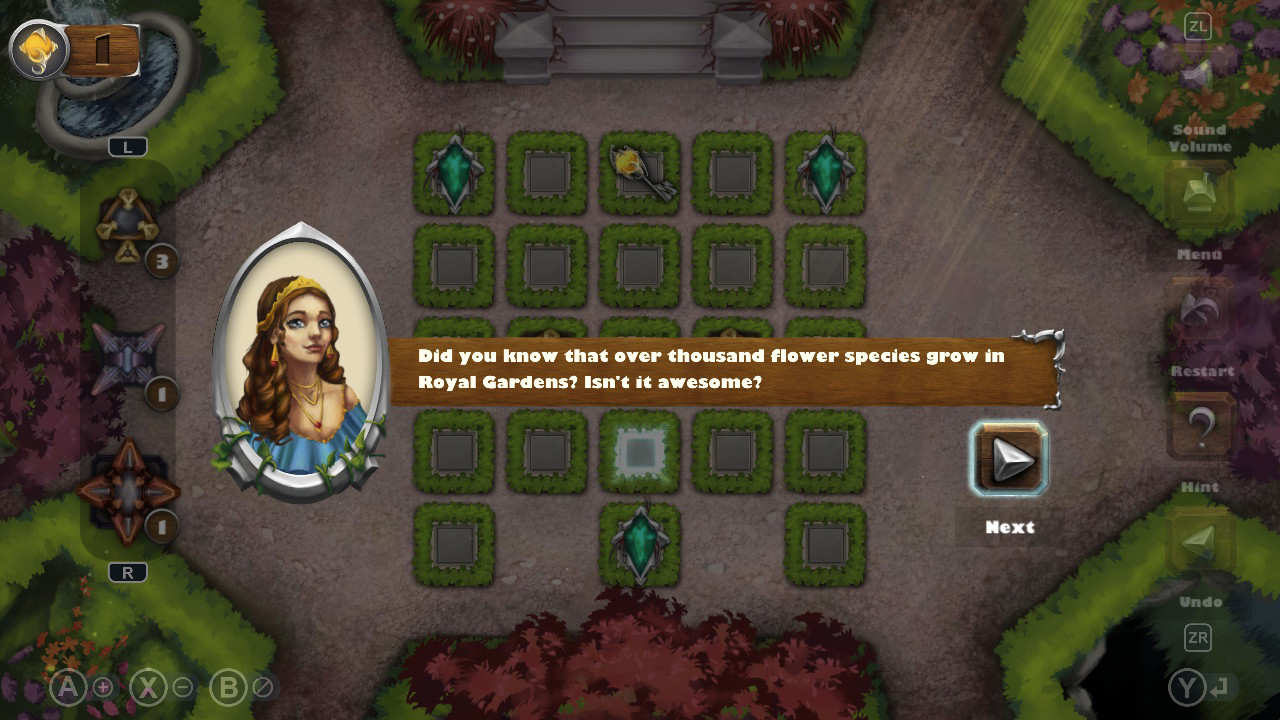 1
ZL
L
Sound
Volume
3
Menu
Did you know that over thousand flower species grow in
Royal Gardens? Isn't it awesome?
1
Restart
Hint
1
Next
R
Undo
ZR
A + X − B
Y